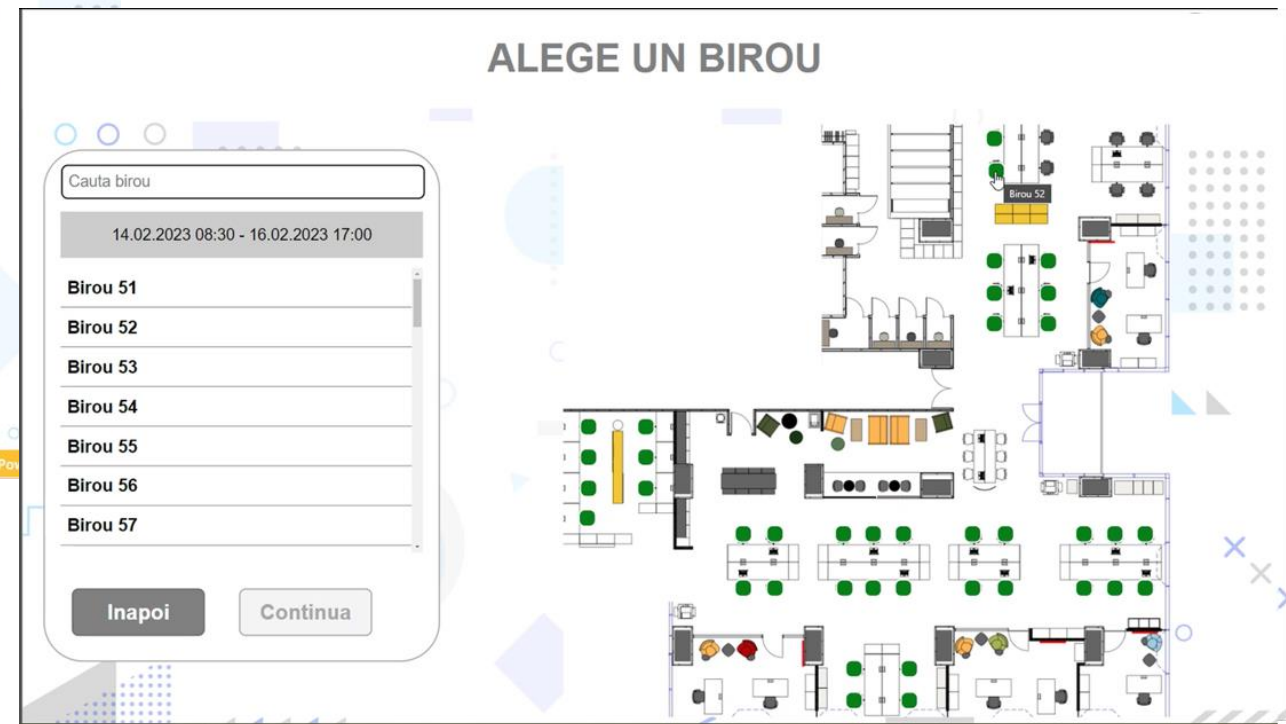 ALEGE UN BIROU
Cauta birou
14.02.2023 08:30 - 16.02.2023 17:00
Birou 51
Birou 52
Birou 53
Birou 54
Birou 55
Birou 56
Birou 57
Inapoi
Continua
Birou 52